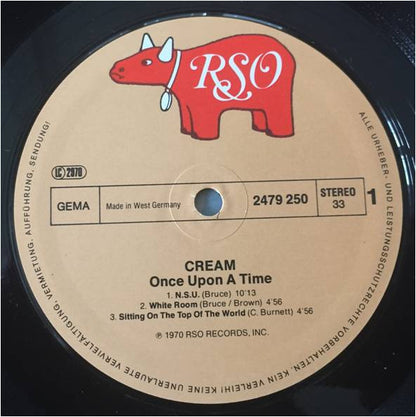 RSO
LC 2970
GEMA
Made in West Germany
2479 250
STEREO
33
1
CREAM
Once Upon A Time
1. N.S.U. (Bruce) 10'13
2. White Room (Bruce / Brown) 4'56
3. Sitting On The Top Of The World (C. Burnett) 4'56
℗ 1970 RSO RECORDS, INC.
ALLE URHEBER- UND LEISTUNGSSCHUTZRECHTE VORBEHALTEN. KEIN VERLEIH! KEINE UNERLAUBTE VERVIELFÄLTIGUNG, VERMIETUNG, AUFFÜHRUNG, SENDUNG!